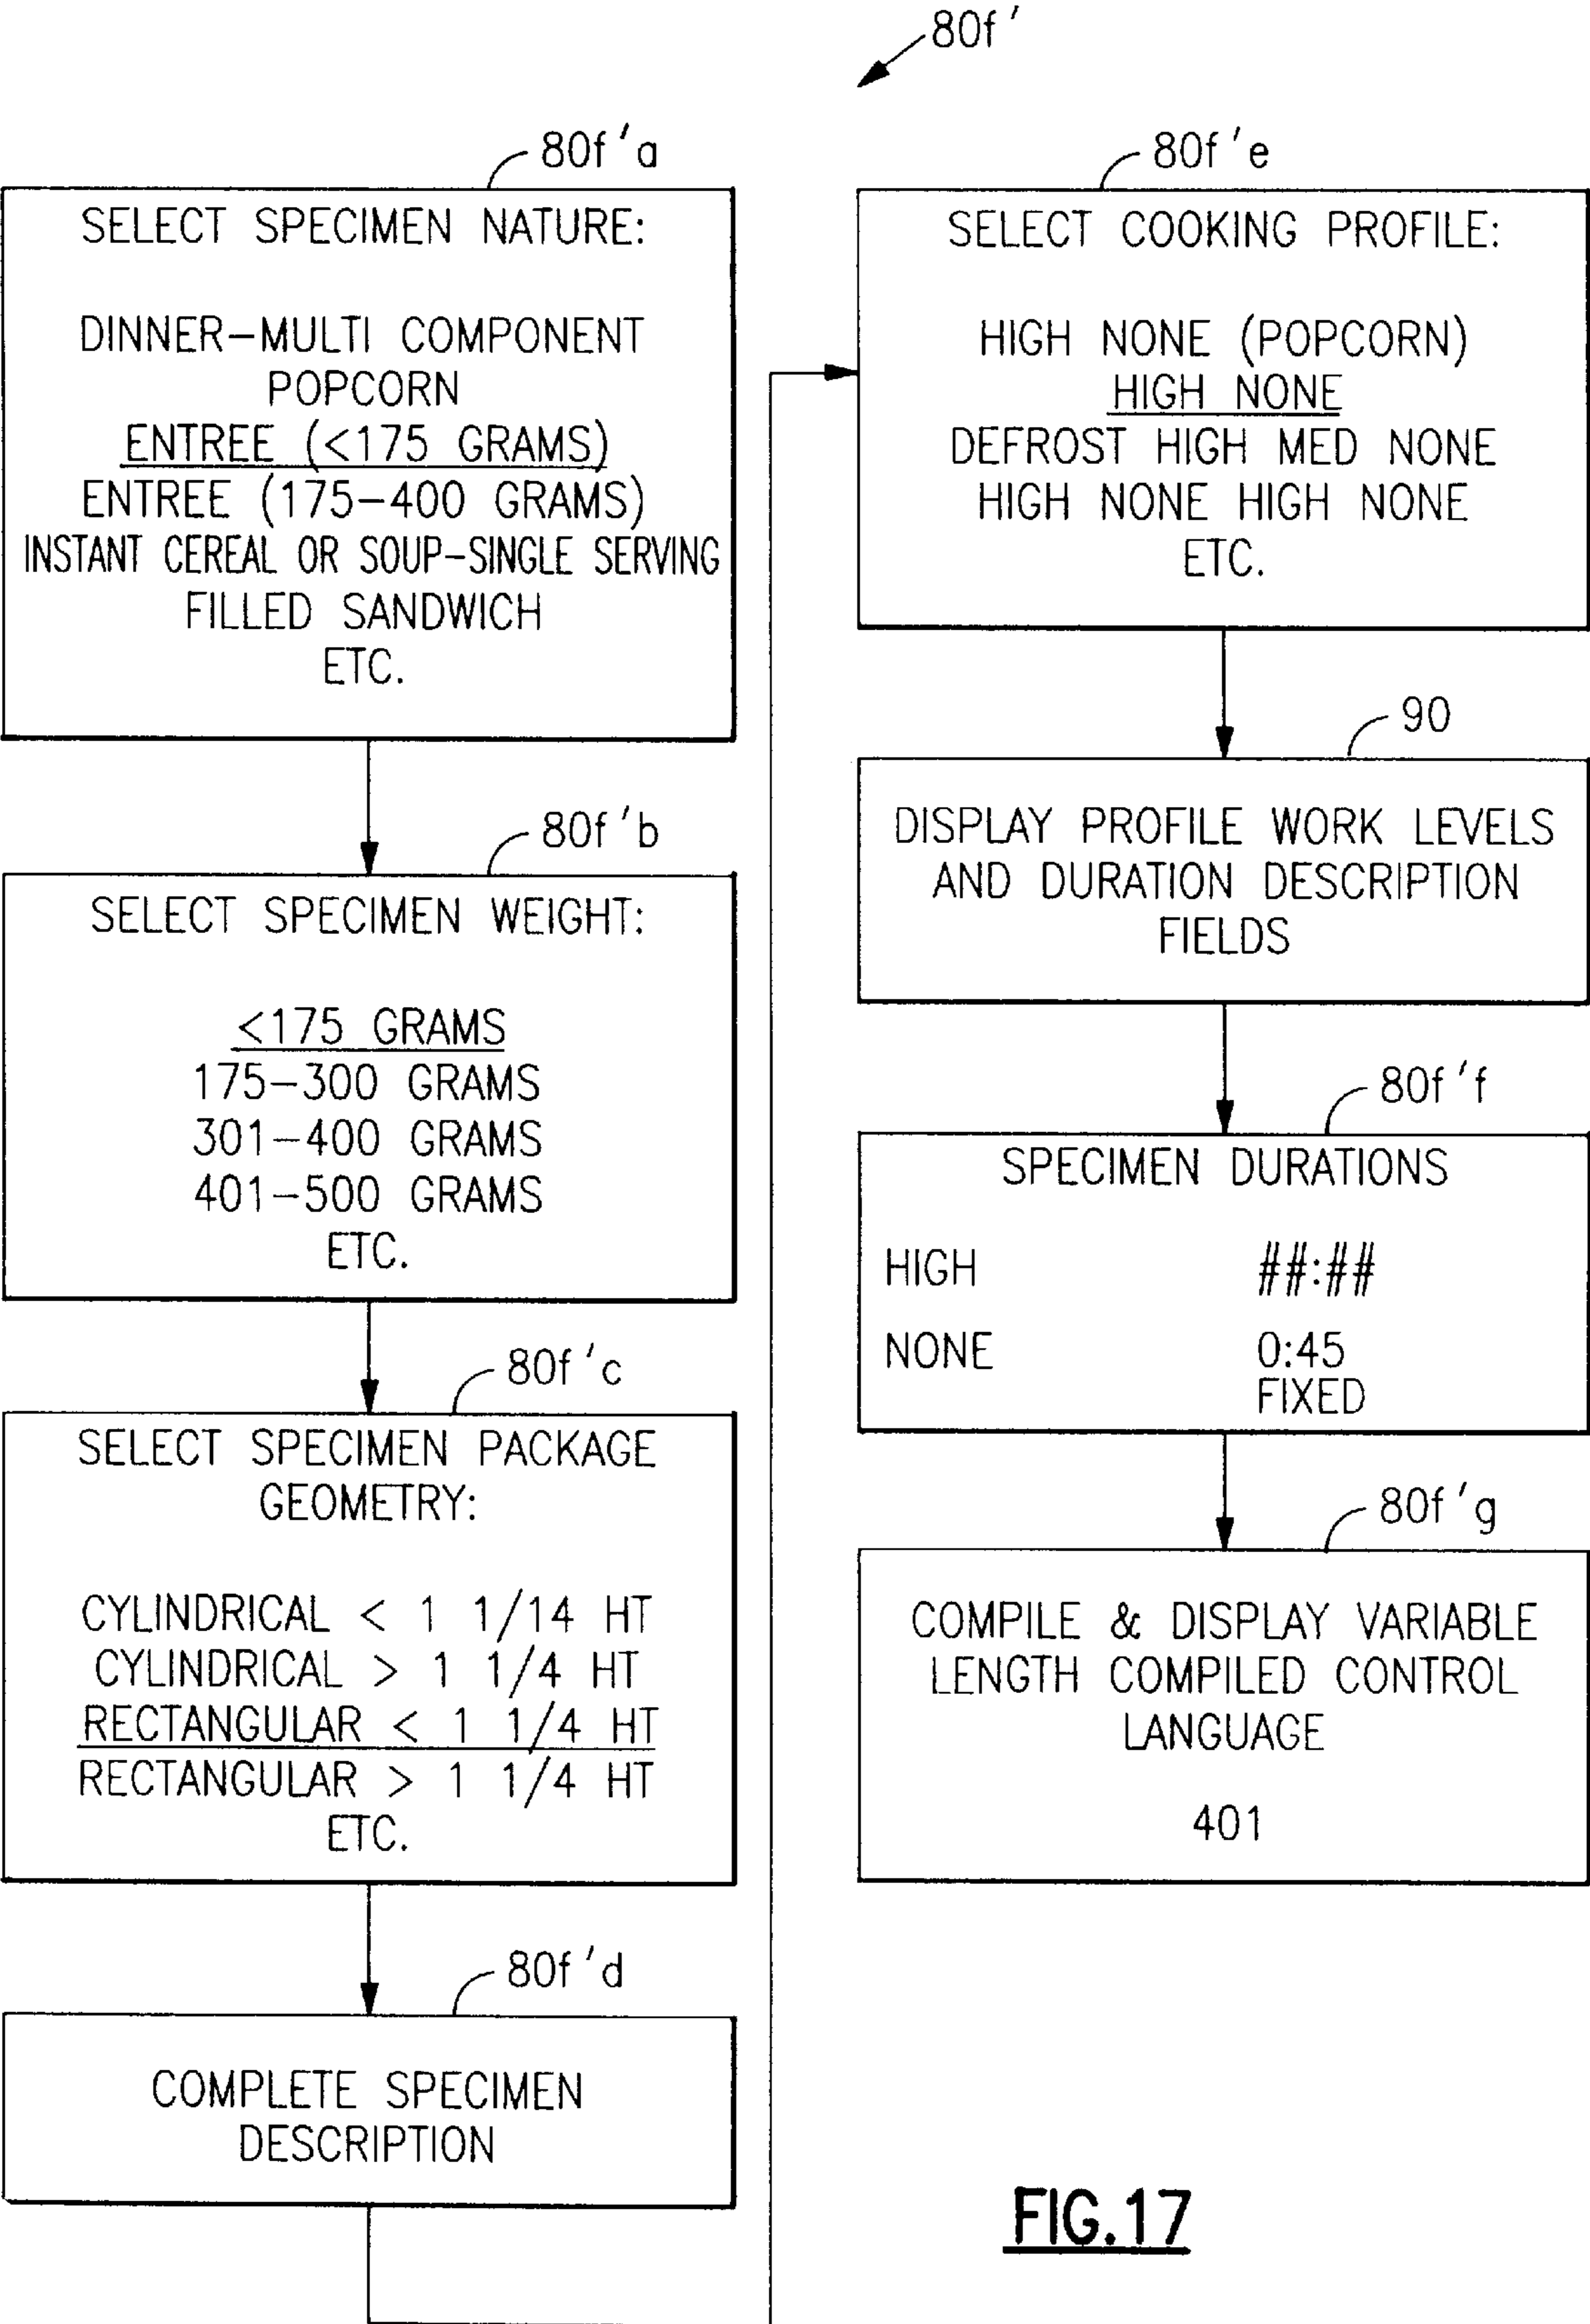 80f'
80f'a
SELECT SPECIMEN NATURE:
DINNER-MULTI COMPONENT
POPCORN
ENTREE (<175 GRAMS)
ENTREE (175-400 GRAMS)
INSTANT CEREAL OR SOUP-SINGLE SERVING
FILLED SANDWICH
ETC.
80f'b
SELECT SPECIMEN WEIGHT:
<175 GRAMS
175-300 GRAMS
301-400 GRAMS
401-500 GRAMS
ETC.
80f'c
SELECT SPECIMEN PACKAGE
GEOMETRY:
CYLINDRICAL < 1 1/14 HT
CYLINDRICAL > 1 1/4 HT
RECTANGULAR < 1 1/4 HT
RECTANGULAR > 1 1/4 HT
ETC.
80f'd
COMPLETE SPECIMEN
DESCRIPTION
80f'e
SELECT COOKING PROFILE:
HIGH NONE (POPCORN)
HIGH NONE
DEFROST HIGH MED NONE
HIGH NONE HIGH NONE
ETC.
90
DISPLAY PROFILE WORK LEVELS
AND DURATION DESCRIPTION
FIELDS
80f'f
SPECIMEN DURATIONS
HIGH ##:##
NONE 0:45
FIXED
80f'g
COMPILE & DISPLAY VARIABLE
LENGTH COMPILED CONTROL
LANGUAGE
401
FIG.17